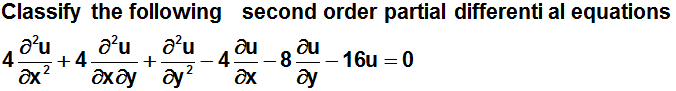 Classify the following second order partial differenti al equations
4 ∂²u/∂x² + 4 ∂²u/∂x∂y + ∂²u/∂y² − 4 ∂u/∂x − 8 ∂u/∂y − 16u = 0